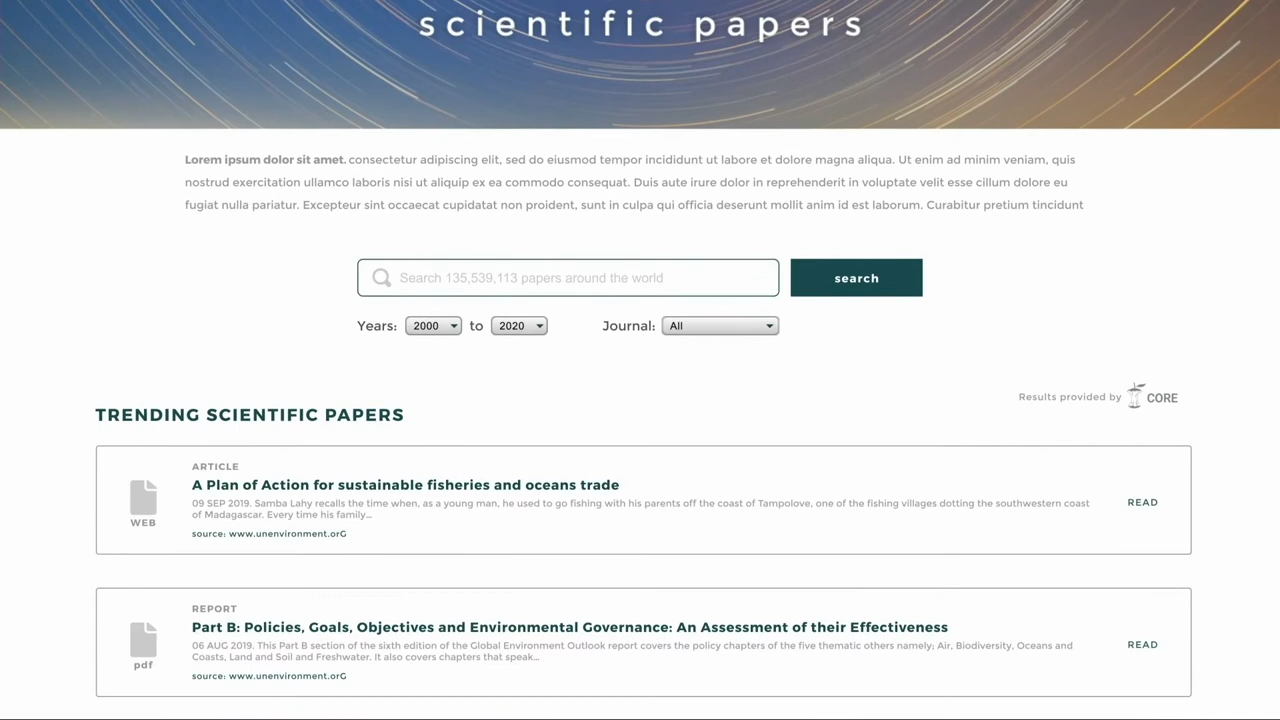 scientific papers
Lorem ipsum dolor sit amet. consectetur adipiscing elit, sed do eiusmod tempor incididunt ut labore et dolore magna aliqua. Ut enim ad minim veniam, quis
nostrud exercitation ullamco laboris nisi ut aliquip ex ea commodo consequat. Duis aute irure dolor in reprehenderit in voluptate velit esse cillum dolore eu
fugiat nulla pariatur. Excepteur sint occaecat cupidatat non proident, sunt in culpa qui officia deserunt mollit anim id est laborum. Curabitur pretium tincidunt
Search 135,539,113 papers around the world
search
Years: 2000 to 2020 Journal: All
Results provided by CORE
TRENDING SCIENTIFIC PAPERS
ARTICLE
A Plan of Action for sustainable fisheries and oceans trade
09 SEP 2019. Samba Lahy recalls the time when, as a young man, he used to go fishing with his parents off the coast of Tampolove, one of the fishing villages dotting the southwestern coast
of Madagascar. Every time his family...
source: www.unenvironment.orG
WEB
READ
REPORT
Part B: Policies, Goals, Objectives and Environmental Governance: An Assessment of their Effectiveness
06 AUG 2019. This Part B section of the sixth edition of the Global Environment Outlook report covers the policy chapters of the five thematic others namely; Air, Biodiversity, Oceans and
Coasts, Land and Soil and Freshwater. It also covers chapters that speak...
source: www.unenvironment.orG
pdf
READ